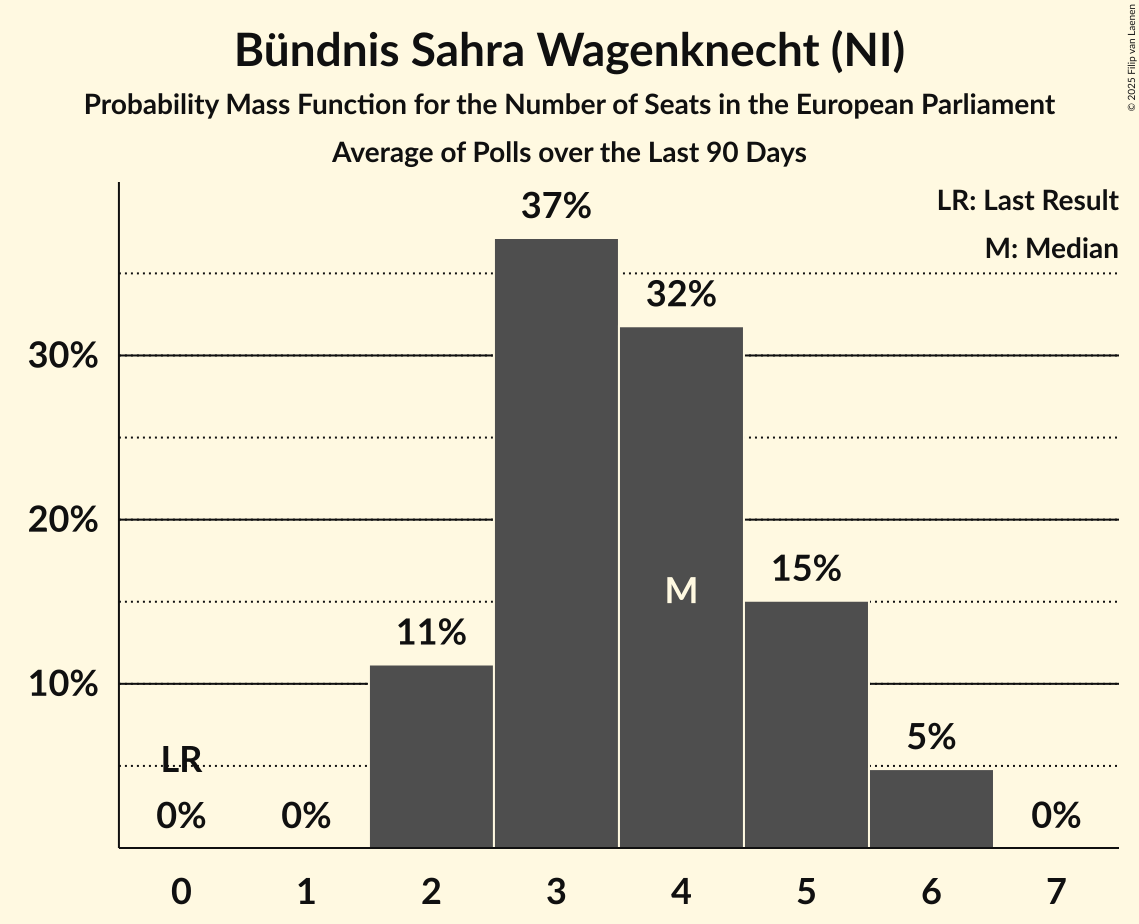 Bündnis Sahra Wagenknecht (NI)
Probability Mass Function for the Number of Seats in the European Parliament
Average of Polls over the Last 90 Days
© 2025 Filip van Laenen
LR: Last Result
M: Median
37%
32%
30%
20%
15%
M
11%
10%
5%
LR
0%
0%
0%
0 1 2 3 4 5 6 7